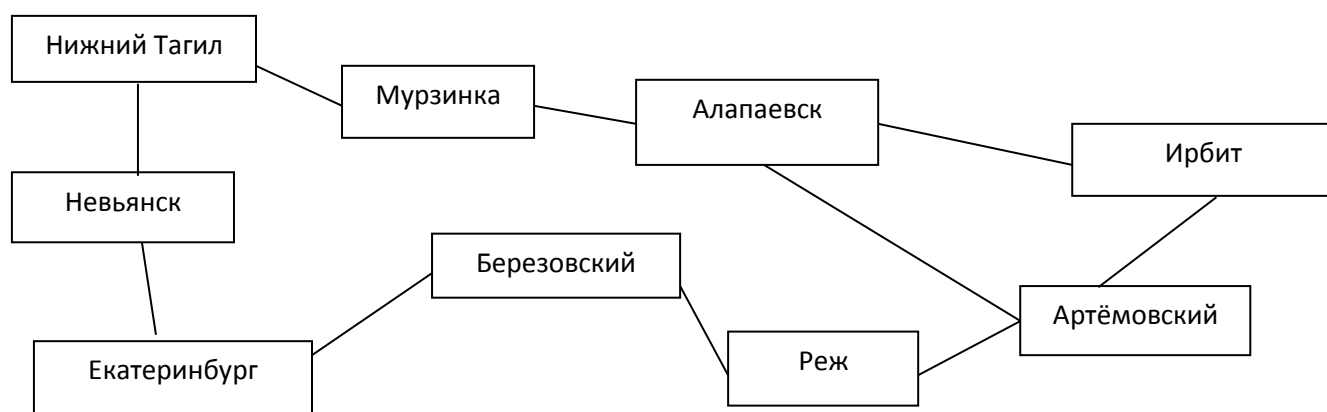 Нижний Тагил
Мурзинка
Алапаевск
Ирбит
Невьянск
Березовский
Артёмовский
Екатеринбург
Реж